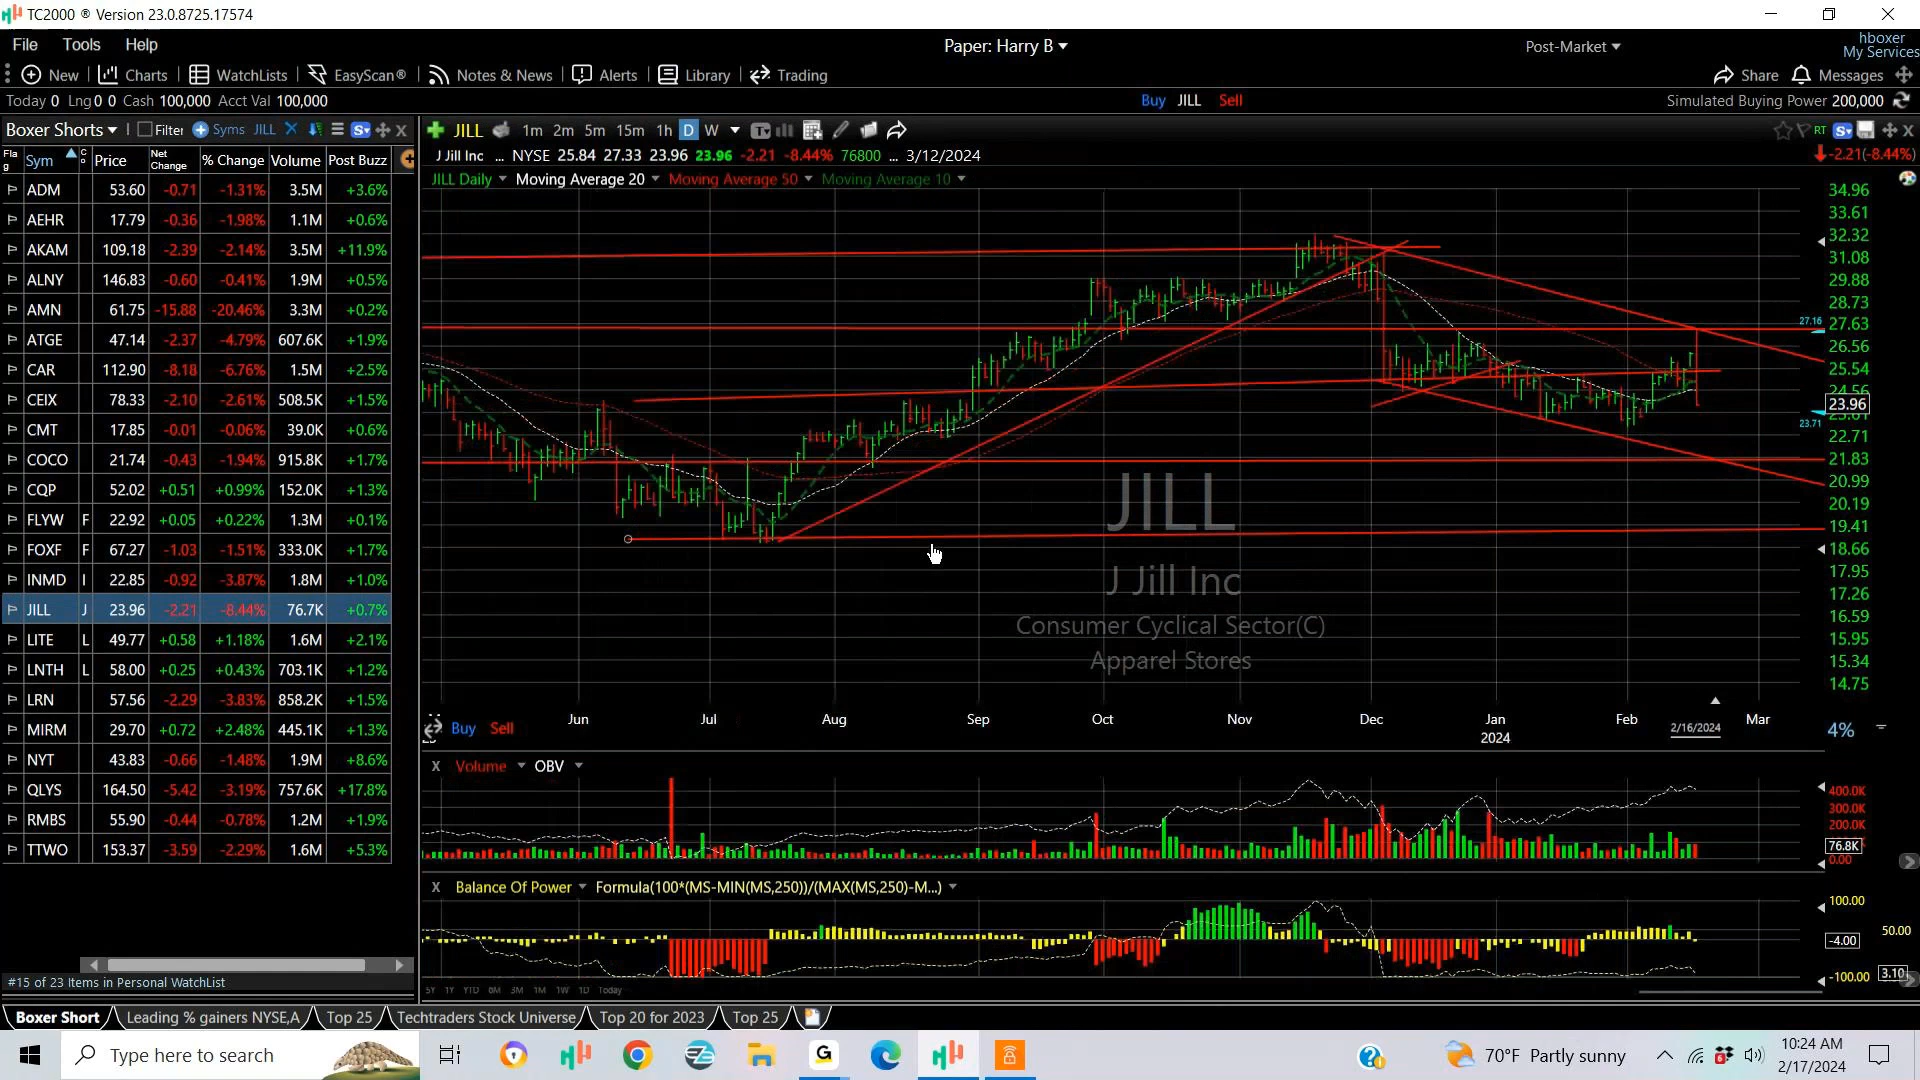 TC2000 ® Version 23.0.8725.17574
File Tools Help
Paper: Harry B
Post-Market
hboxer
My Services
New Charts WatchLists EasyScan® Notes & News Alerts Library Trading
Share Messages
Today 0 Lng 0 0 Cash 100,000 Acct Val 100,000
Buy JILL Sell
Simulated Buying Power 200,000
Boxer Shorts Filter Syms JILL
JILL 1m 2m 5m 15m 1h D W
RT
J Jill Inc ... NYSE 25.84 27.33 23.96 23.96 -2.21 -8.44% 76800 ... 3/12/2024
-2.21(-8.44%)
JILL Daily Moving Average 20 Moving Average 50 Moving Average 10
Flag Sym Co Price Net Change % Change Volume Post Buzz
ADM 53.60 -0.71 -1.31% 3.5M +3.6%
AEHR 17.79 -0.36 -1.98% 1.1M +0.6%
AKAM 109.18 -2.39 -2.14% 3.5M +11.9%
ALNY 146.83 -0.60 -0.41% 1.9M +0.5%
AMN 61.75 -15.88 -20.46% 3.3M +0.2%
ATGE 47.14 -2.37 -4.79% 607.6K +1.9%
CAR 112.90 -8.18 -6.76% 1.5M +2.5%
CEIX 78.33 -2.10 -2.61% 508.5K +1.5%
CMT 17.85 -0.01 -0.06% 39.0K +0.6%
COCO 21.74 -0.43 -1.94% 915.8K +1.7%
CQP 52.02 +0.51 +0.99% 152.0K +1.3%
FLYW F 22.92 +0.05 +0.22% 1.3M +0.1%
FOXF F 67.27 -1.03 -1.51% 333.0K +1.7%
INMD I 22.85 -0.92 -3.87% 1.8M +1.0%
JILL J 23.96 -2.21 -8.44% 76.7K +0.7%
LITE L 49.77 +0.58 +1.18% 1.6M +2.1%
LNTH L 58.00 +0.25 +0.43% 703.1K +1.2%
LRN 57.56 -2.29 -3.83% 858.2K +1.5%
MIRM 29.70 +0.72 +2.48% 445.1K +1.3%
NYT 43.83 -0.66 -1.48% 1.9M +8.6%
QLYS 164.50 -5.42 -3.19% 757.6K +17.8%
RMBS 55.90 -0.44 -0.78% 1.2M +1.9%
TTWO 153.37 -3.59 -2.29% 1.6M +5.3%
#15 of 23 Items in Personal WatchList
34.96
33.61
32.32
31.08
29.88
28.73
27.16
27.63
26.56
25.54
24.56
23.96
23.71
22.71
21.83
20.99
20.19
19.41
18.66
17.95
17.26
16.59
15.95
15.34
14.75
JILL
J Jill Inc
Consumer Cyclical Sector(C)
Apparel Stores
Jun Jul Aug Sep Oct Nov Dec Jan Feb Mar
2024
2/16/2024
4%
Buy Sell
X Volume OBV
400.0K
300.0K
200.0K
76.8K
0.00
X Balance Of Power Formula(100*(MS-MIN(MS,250))/(MAX(MS,250)-M...)
100.00
50.00
-4.00
-100.00
3.10
5Y 1Y YTD 6M 3M 1M 1W 1D Today
Boxer Short Leading % gainers NYSE,A Top 25 Techtraders Stock Universe Top 20 for 2023 Top 25
Type here to search
70°F Partly sunny
10:24 AM
2/17/2024